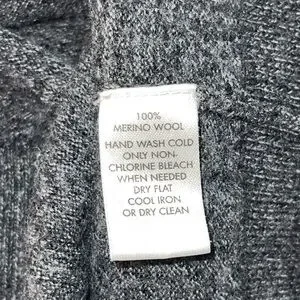 100%
MERINO WOOL
HAND WASH COLD
ONLY NON-
CHLORINE BLEACH
WHEN NEEDED
DRY FLAT
COOL IRON
OR DRY CLEAN